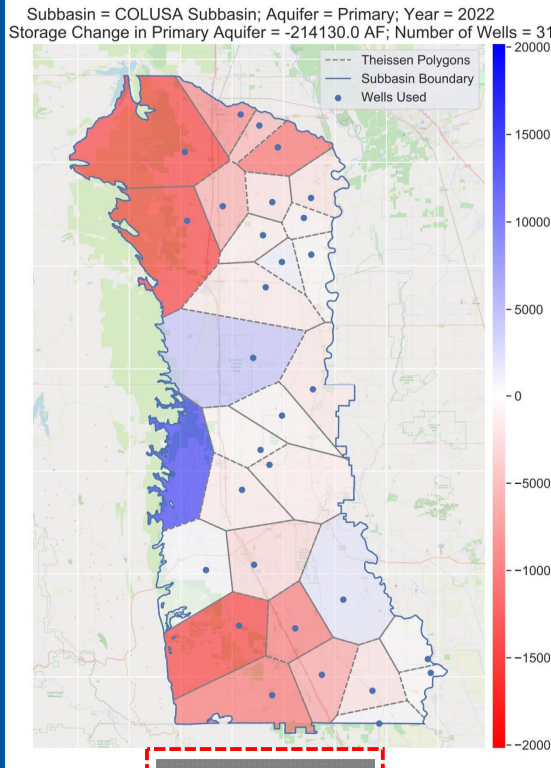 Subbasin = COLUSA Subbasin; Aquifer = Primary; Year = 2022
Storage Change in Primary Aquifer = -214130.0 AF; Number of Wells = 31
Theissen Polygons
Subbasin Boundary
Wells Used
20000
15000
10000
5000
0
−5000
−1000
−1500
−2000